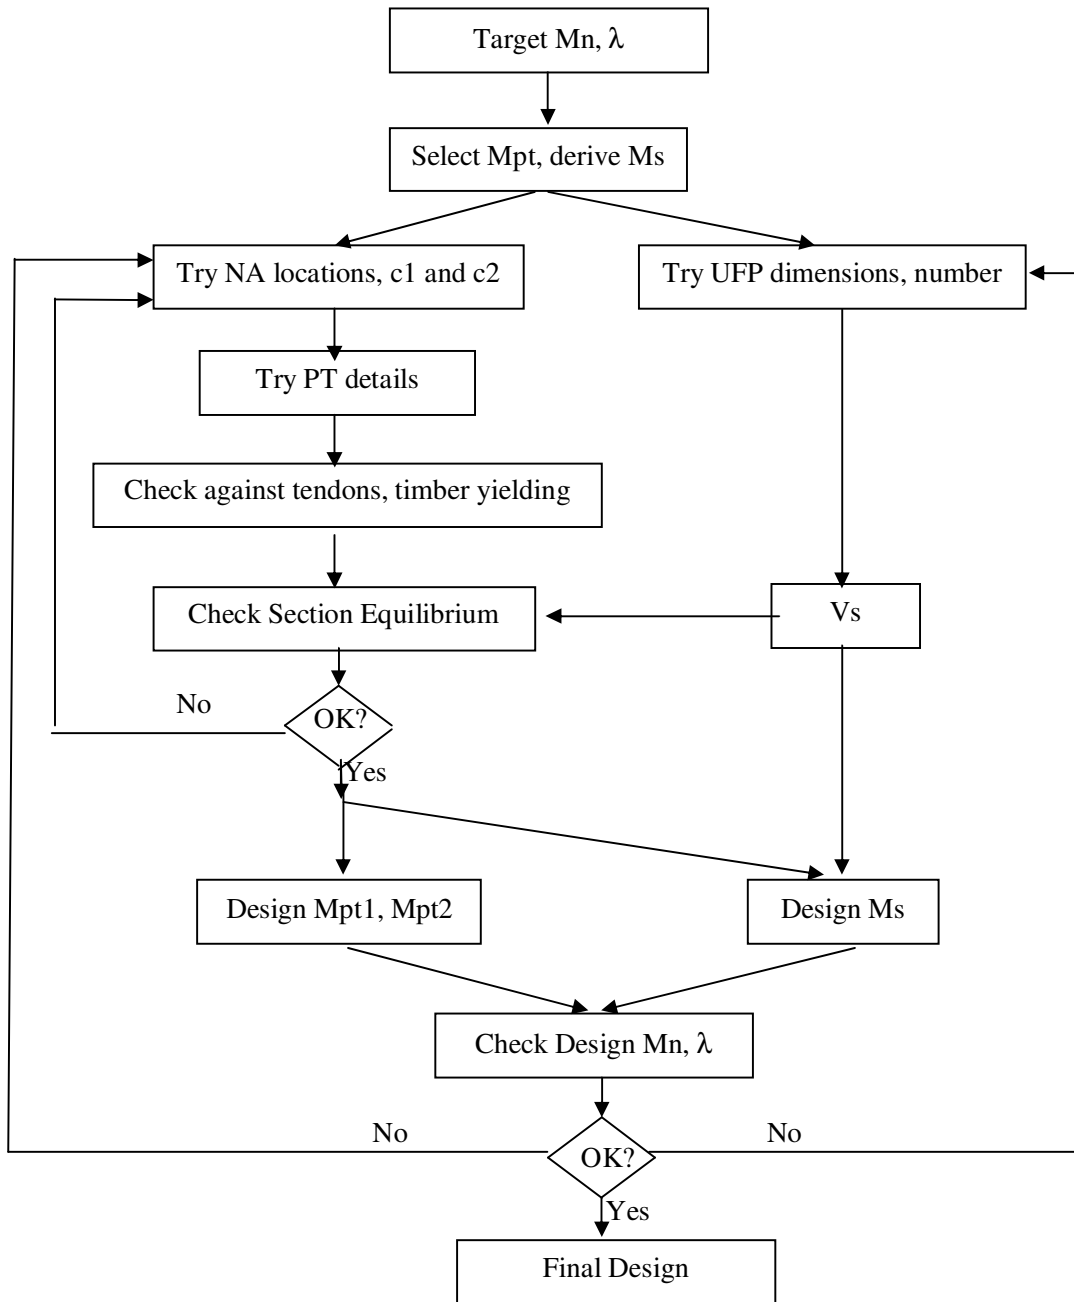 Target Mn, λ
Select Mpt, derive Ms
Try NA locations, c1 and c2
Try UFP dimensions, number
Try PT details
Check against tendons, timber yielding
Check Section Equilibrium
Vs
No
OK?
Yes
Design Mpt1, Mpt2
Design Ms
Check Design Mn, λ
No
No
OK?
Yes
Final Design